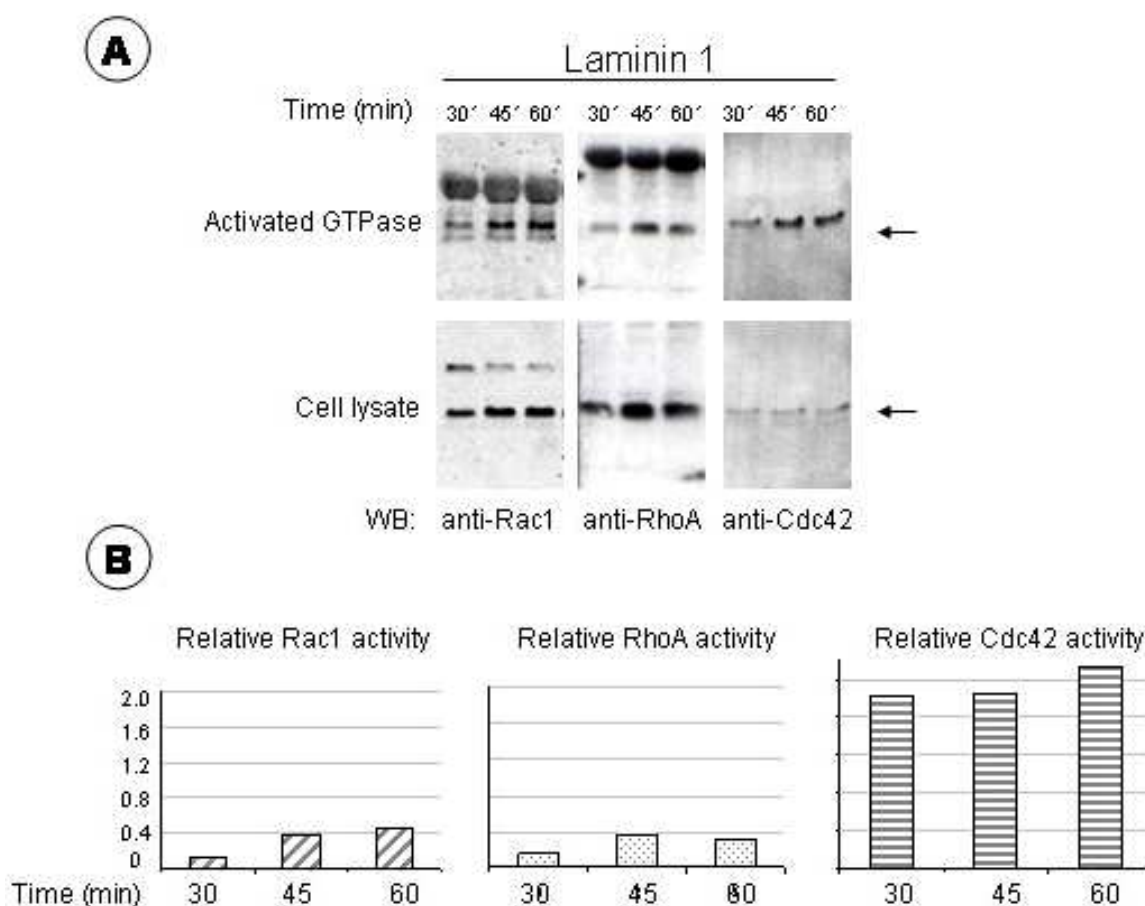 A
Laminin 1
Time (min) 30´ 45´ 60´ 30´ 45´ 60´ 30´ 45´ 60´
Activated GTPase
Cell lysate
WB: anti-Rac1 anti-RhoA anti-Cdc42
B
Relative Rac1 activity Relative RhoA activity Relative Cdc42 activity
2.0
1.6
1.2
0.8
0.4
0
Time (min) 30 45 60 30 45 60 30 45 60